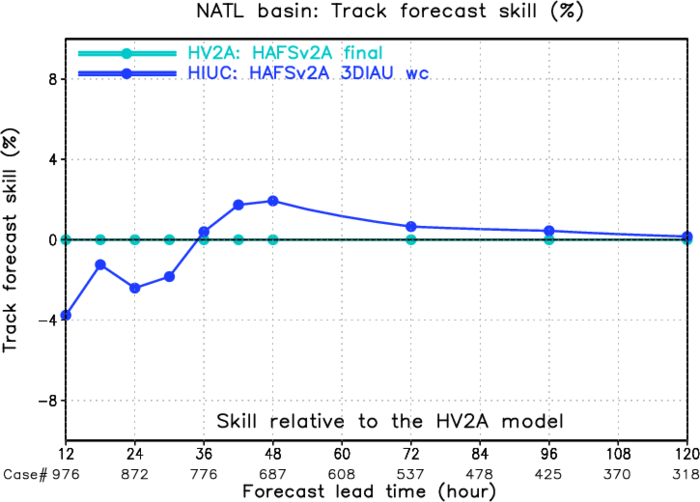 NATL basin: Track forecast skill (%)
HV2A: HAFSv2A final
HIUC: HAFSv2A 3DIAU wc
8
4
0
-4
-8
Track forecast skill (%)
Skill relative to the HV2A model
12 24 36 48 60 72 84 96 108 120
Case# 976 872 776 687 608 537 478 425 370 318
Forecast lead time (hour)